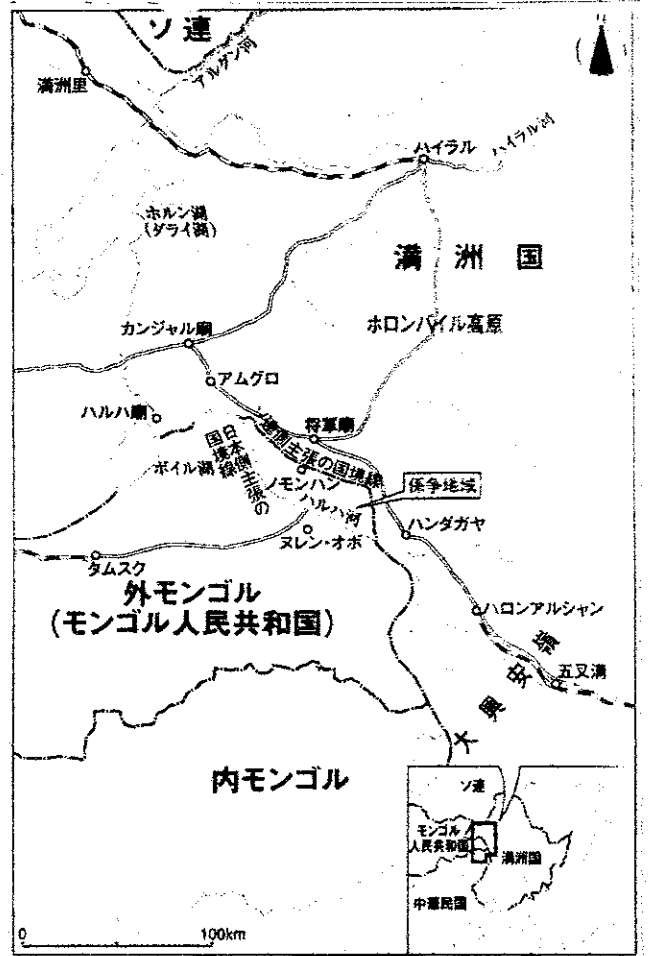 ソ連
アルグン河
満洲里
ハイラル
ハイラル河
ホルン湖
(ダライ湖)
満洲国
ホロンバイル高原
カンジャル廟
アムグロ
ハルハ廟
将軍廟
ソ連側主張の国境線
日本側主張の
国境線
ボイル湖
ノモンハン
係争地域
ハルハ河
ハンダガヤ
ヌレン・オボ
タムスク
外モンゴル
(モンゴル人民共和国)
ハロンアルシャン
五叉溝
大興安嶺
内モンゴル
ソ連
モンゴル
人民共和国
満洲国
中華民国
0
100km